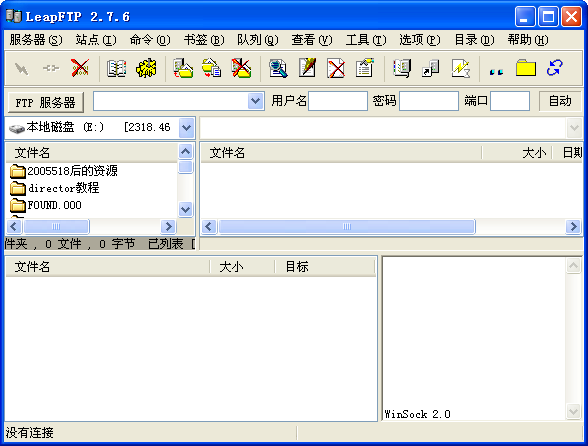 LeapFTP 2.7.6
服务器(S) 站点(I) 命令(O) 书签(B) 队列(Q) 查看(V) 工具(T) 选项(P) 目录(D) 帮助(H)
FTP 服务器 用户名 密码 端口 自动
本地磁盘 (E:) [2318.46
文件名 文件名 大小 日期
2005518后的资源
director教程
FOUND.000
件夹 , 0 文件 , 0 字节 已列表 [
文件名 大小 目标
WinSock 2.0
没有连接